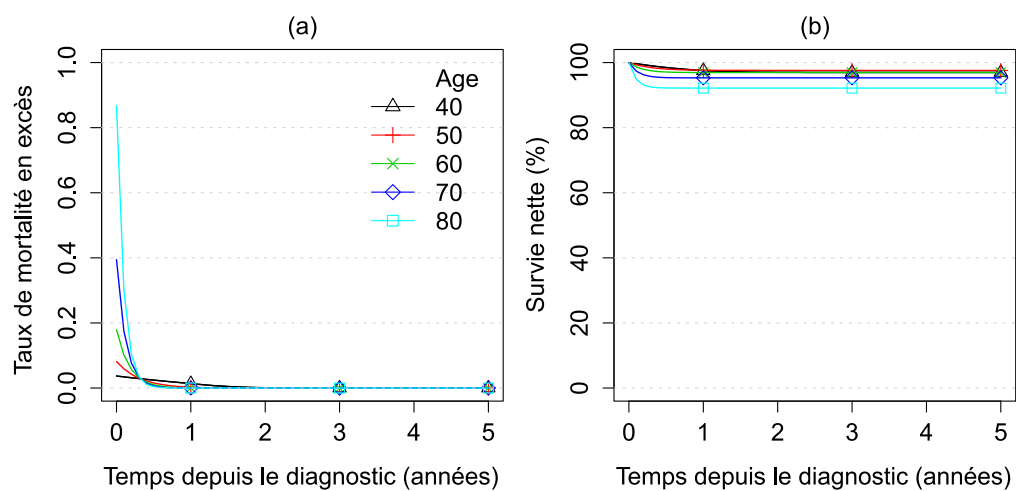 (a)
Taux de mortalité en excès
1.0
0.8
0.6
0.4
0.2
0.0
Age
40
50
60
70
80
0 1 2 3 4 5
Temps depuis le diagnostic (années)
(b)
Survie nette (%)
100
80
60
40
20
0
0 1 2 3 4 5
Temps depuis le diagnostic (années)